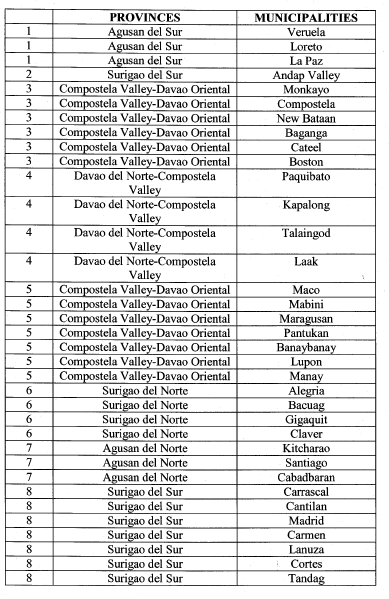 PROVINCES MUNICIPALITIES
1 Agusan del Sur Veruela
1 Agusan del Sur Loreto
1 Agusan del Sur La Paz
2 Surigao del Sur Andap Valley
3 Compostela Valley-Davao Oriental Monkayo
3 Compostela Valley-Davao Oriental Compostela
3 Compostela Valley-Davao Oriental New Bataan
3 Compostela Valley-Davao Oriental Baganga
3 Compostela Valley-Davao Oriental Cateel
3 Compostela Valley-Davao Oriental Boston
4 Davao del Norte-Compostela Paquibato
Valley
4 Davao del Norte-Compostela Kapalong
Valley
4 Davao del Norte-Compostela Talaingod
Valley
4 Davao del Norte-Compostela Laak
Valley
5 Compostela Valley-Davao Oriental Maco
5 Compostela Valley-Davao Oriental Mabini
5 Compostela Valley-Davao Oriental Maragusan
5 Compostela Valley-Davao Oriental Pantukan
5 Compostela Valley-Davao Oriental Banaybanay
5 Compostela Valley-Davao Oriental Lupon
5 Compostela Valley-Davao Oriental Manay
6 Surigao del Norte Alegria
6 Surigao del Norte Bacuag
6 Surigao del Norte Gigaquit
6 Surigao del Norte Claver
7 Agusan del Norte Kitcharao
7 Agusan del Norte Santiago
7 Agusan del Norte Cabadbaran
8 Surigao del Sur Carrascal
8 Surigao del Sur Cantilan
8 Surigao del Sur Madrid
8 Surigao del Sur Carmen
8 Surigao del Sur Lanuza
8 Surigao del Sur Cortes
8 Surigao del Sur Tandag